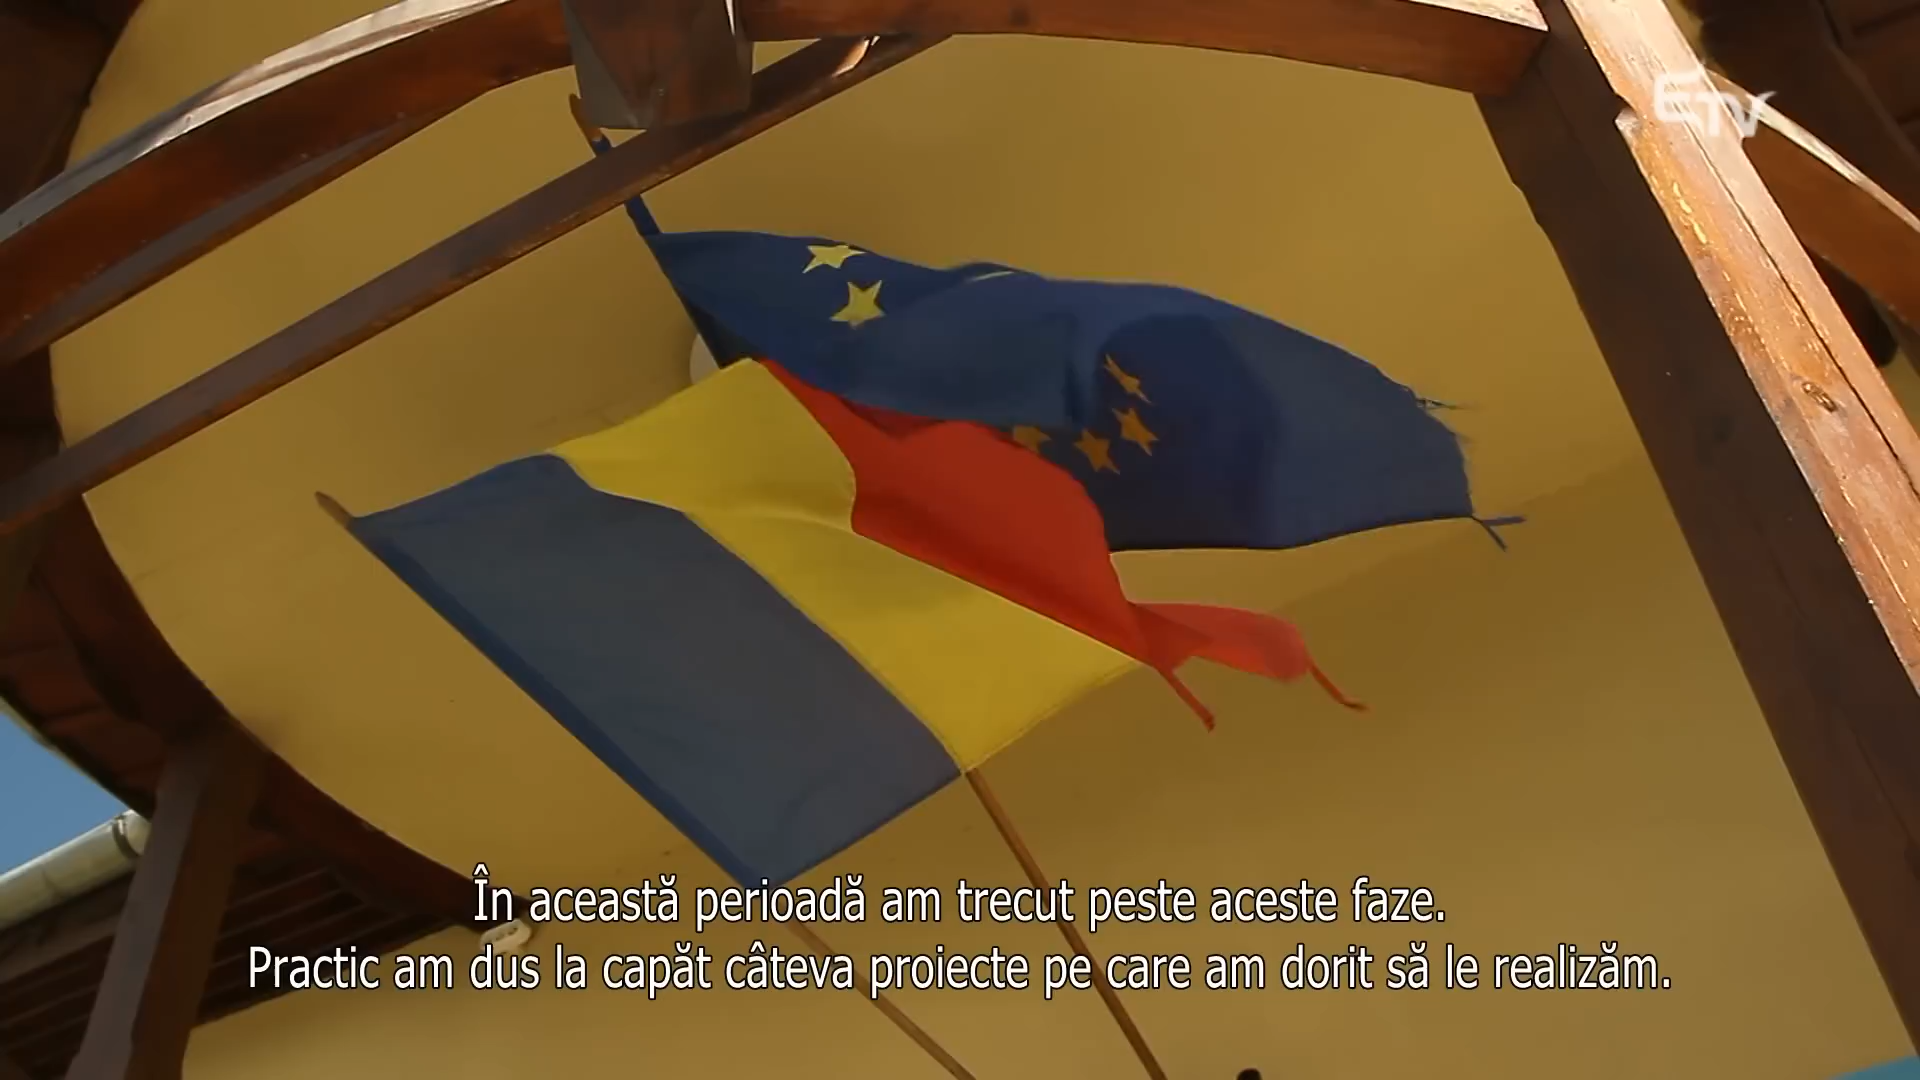 ETV
În această perioadă am trecut peste aceste faze.
Practic am dus la capăt câteva proiecte pe care am dorit să le realizăm.